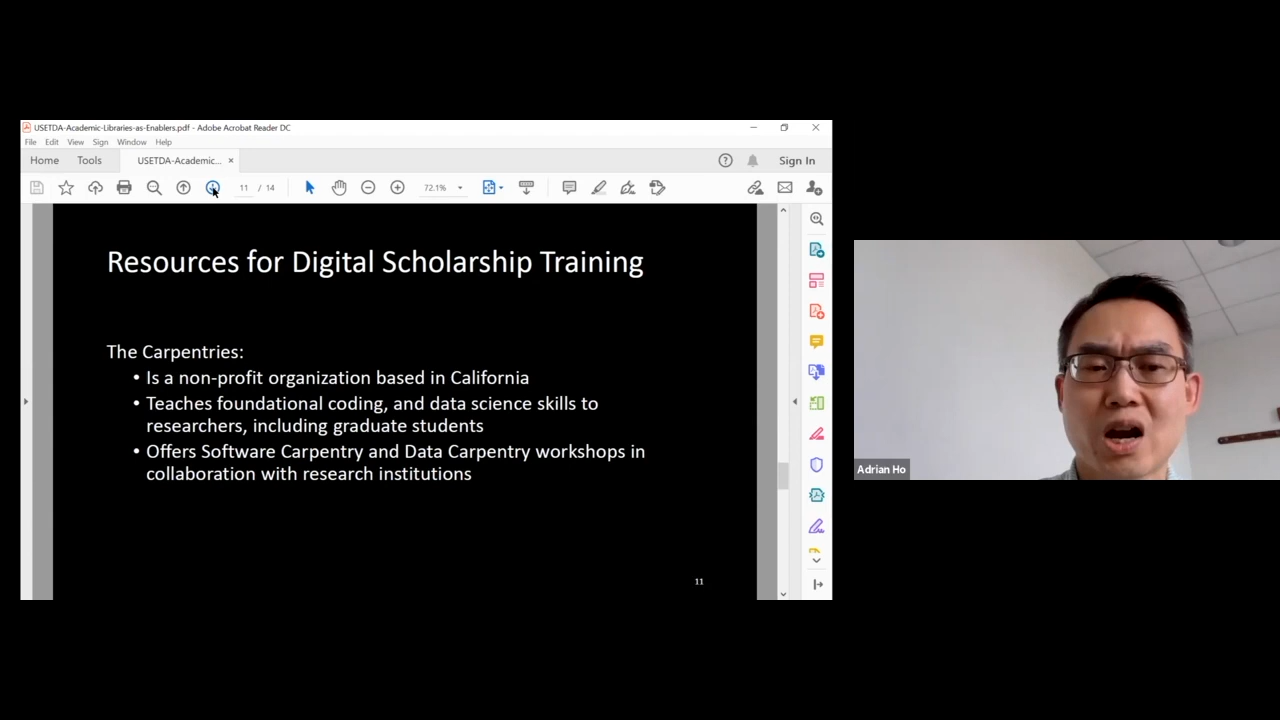 USETDA-Academic-Libraries-as-Enablers.pdf - Adobe Acrobat Reader DC
File Edit View Sign Window Help
Home Tools USETDA-Academic... × Sign In
11 / 14 72.1%
Resources for Digital Scholarship Training
The Carpentries:
• Is a non-profit organization based in California
• Teaches foundational coding, and data science skills to
researchers, including graduate students
• Offers Software Carpentry and Data Carpentry workshops in
collaboration with research institutions
11
Adrian Ho